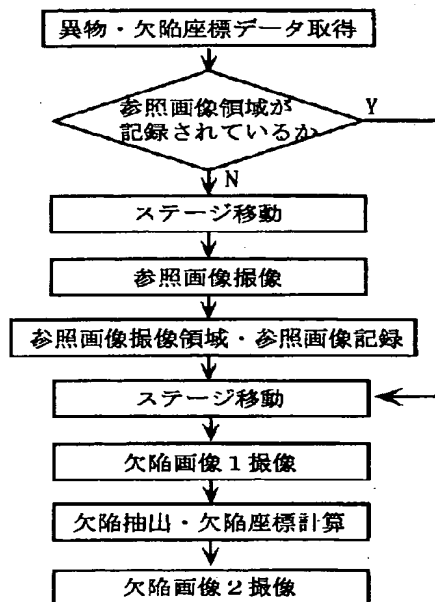 異物・欠陥座標データ取得
参照画像領域が
記録されているか
Y
N
ステージ移動
参照画像撮像
参照画像撮像領域・参照画像記録
ステージ移動
欠陥画像1撮像
欠陥抽出・欠陥座標計算
欠陥画像2撮像